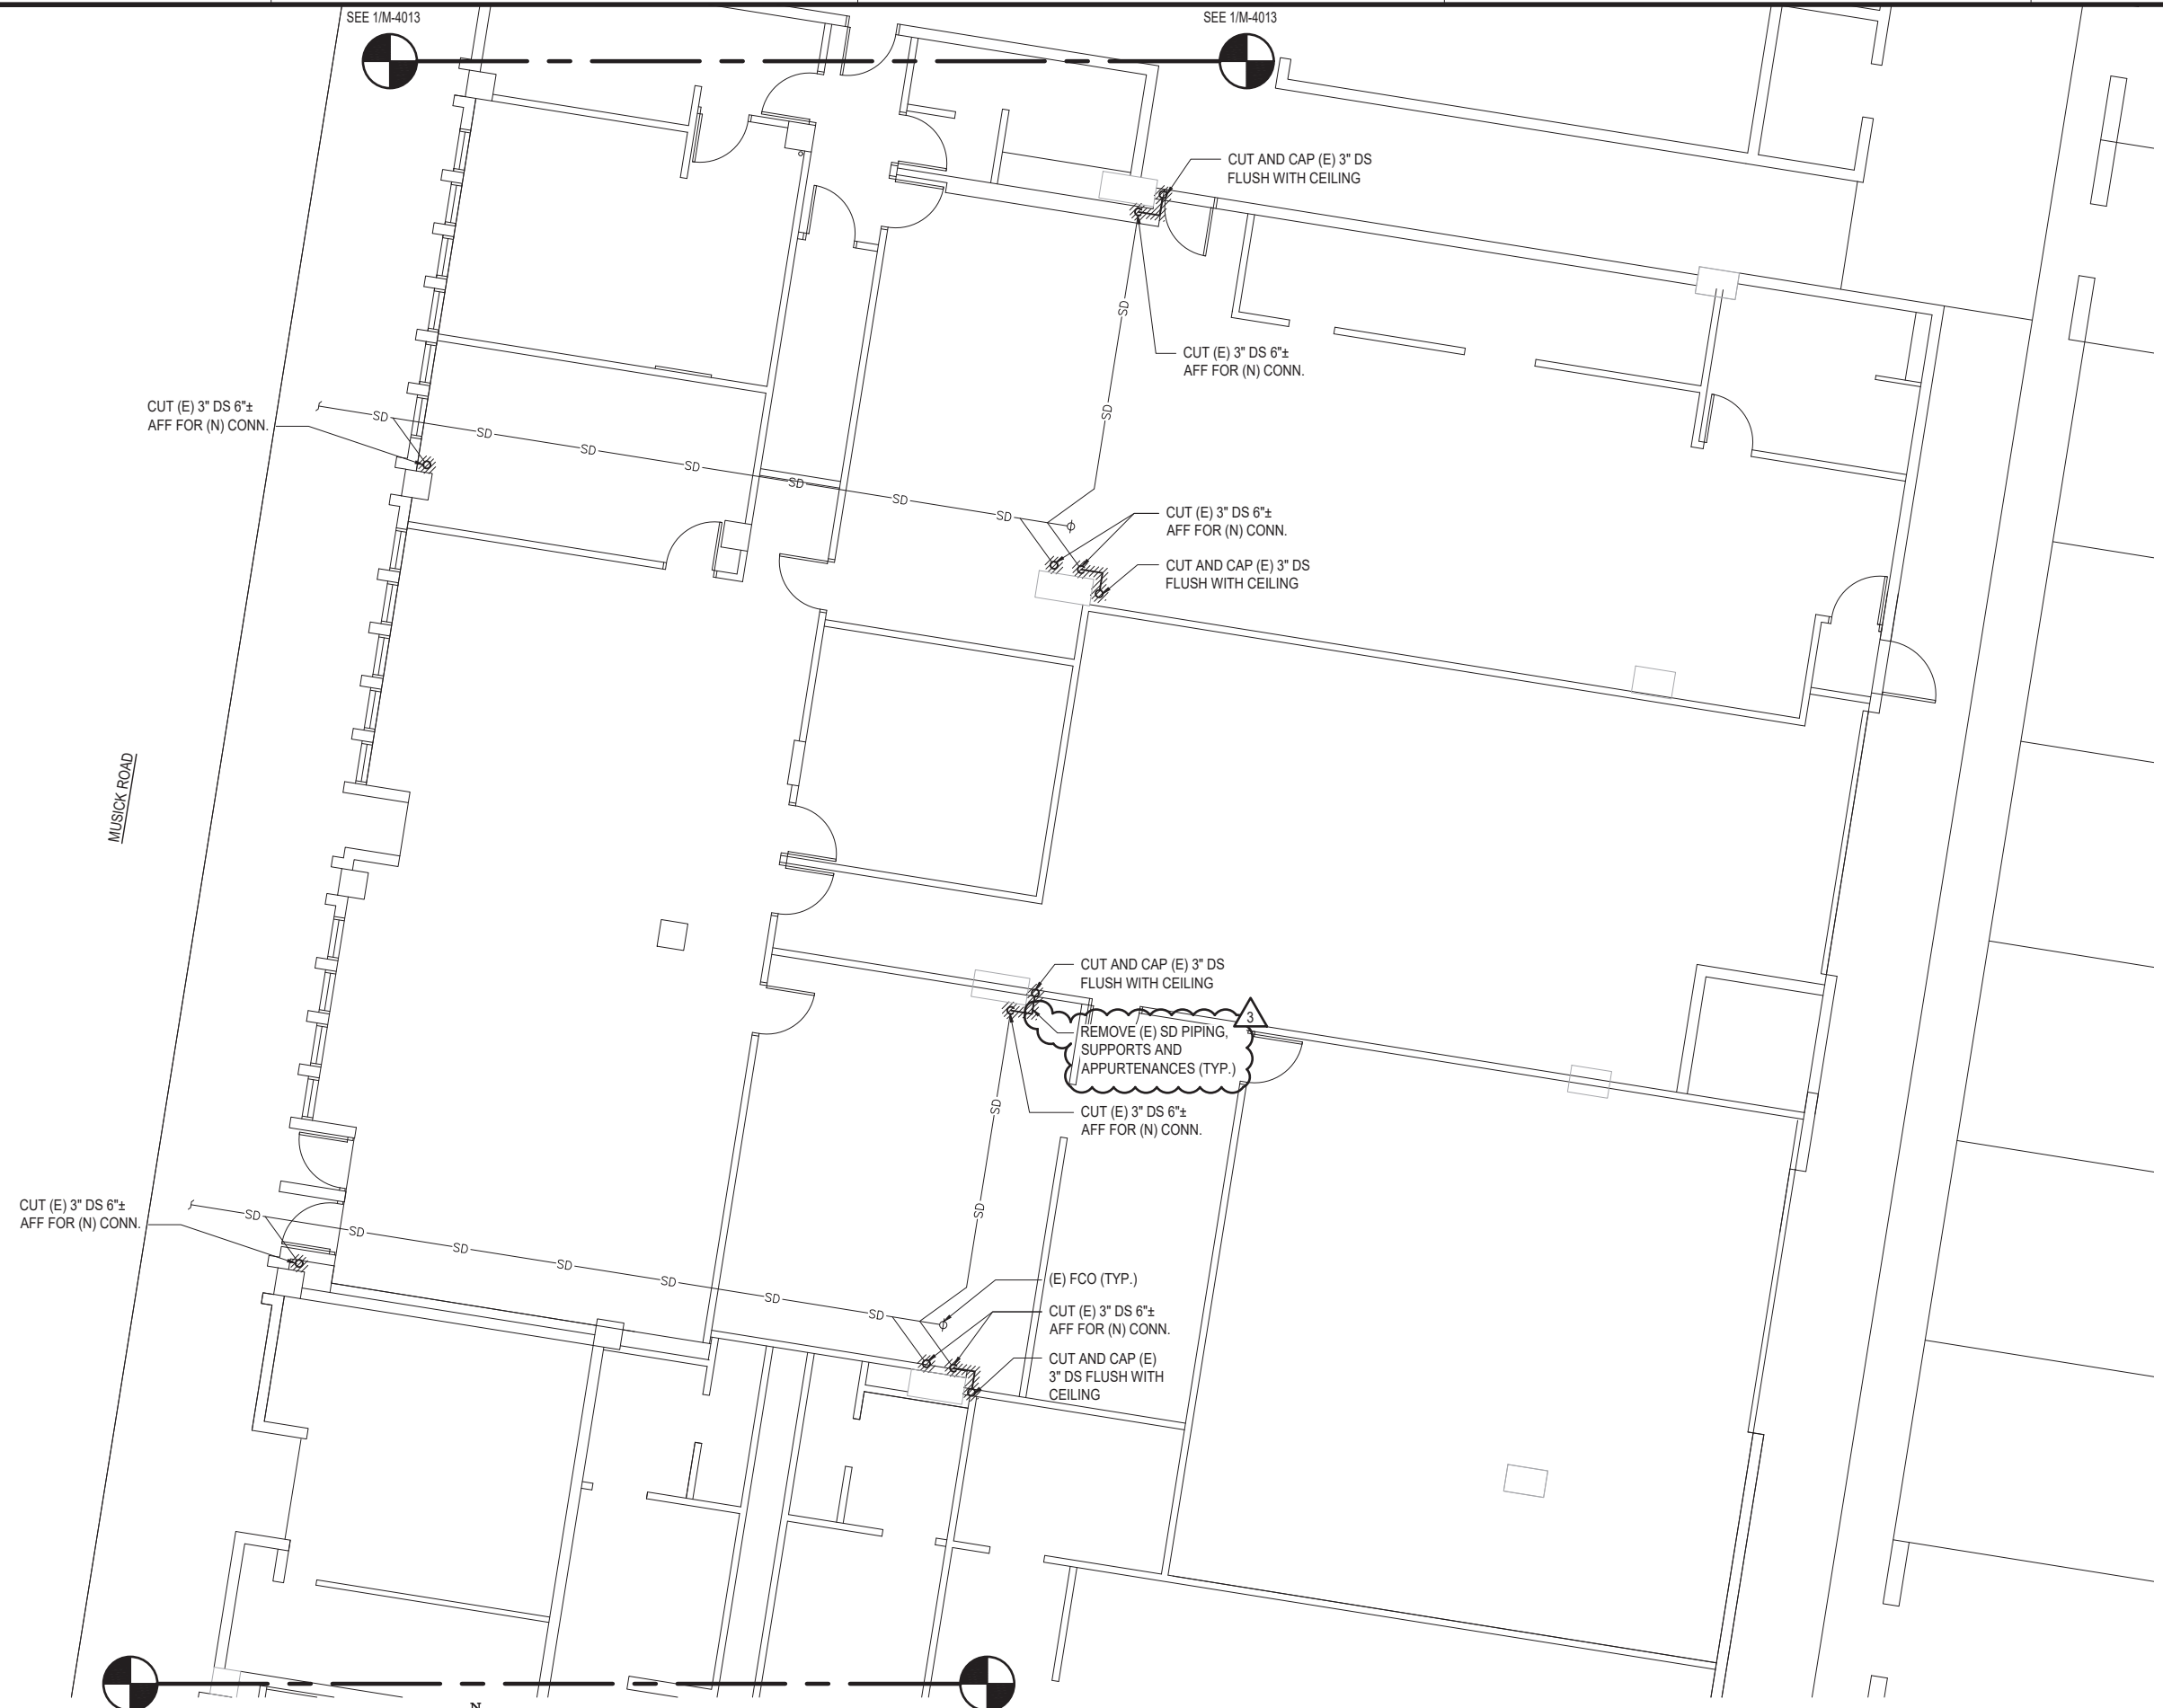 SEE 1/M-4013
SEE 1/M-4013
CUT AND CAP (E) 3" DS
FLUSH WITH CEILING
SD
CUT (E) 3" DS 6"±
AFF FOR (N) CONN.
SD
CUT (E) 3" DS 6"±
AFF FOR (N) CONN.
SD
SD
SD
SD
SD
SD
SD
CUT (E) 3" DS 6"±
AFF FOR (N) CONN.
CUT AND CAP (E) 3" DS
FLUSH WITH CEILING
MUSICK ROAD
CUT AND CAP (E) 3" DS
FLUSH WITH CEILING
3
REMOVE (E) SD PIPING,
SUPPORTS AND
APPURTENANCES (TYP.)
SD
CUT (E) 3" DS 6"±
AFF FOR (N) CONN.
CUT (E) 3" DS 6"±
AFF FOR (N) CONN.
SD
SD
SD
SD
SD
SD
SD
SD
(E) FCO (TYP.)
CUT (E) 3" DS 6"±
AFF FOR (N) CONN.
CUT AND CAP (E)
3" DS FLUSH WITH
CEILING
N